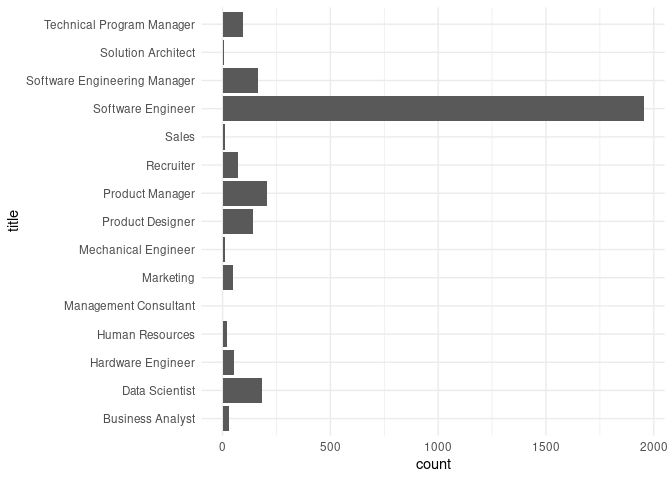 Technical Program Manager
Solution Architect
Software Engineering Manager
Software Engineer
Sales
Recruiter
Product Manager
Product Designer
Mechanical Engineer
Marketing
Management Consultant
Human Resources
Hardware Engineer
Data Scientist
Business Analyst
title
0 500 1000 1500 2000
count